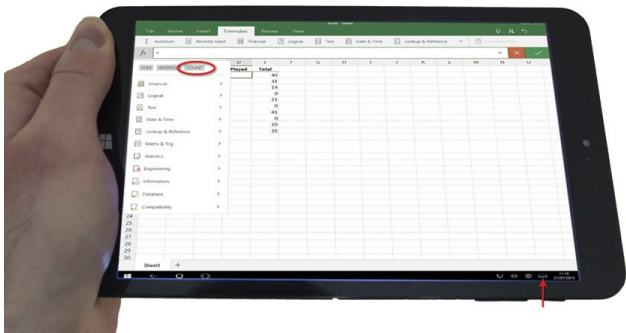 File Home Insert Formulas Review View
Σ AutoSum Recently Used Financial Logical Text Date & Time Lookup & Reference
fx =
SUM AVERAGE COUNT
Financial
Logical
Text
Date & Time
Lookup & Reference
Maths & Trig
Statistics
Engineering
Information
Database
Compatibility
D E F G H I J K L M N O
Played Total
40
31
14
0
21
0
41
0
20
35
24
25
26
27
28
29
30
Sheet1 +